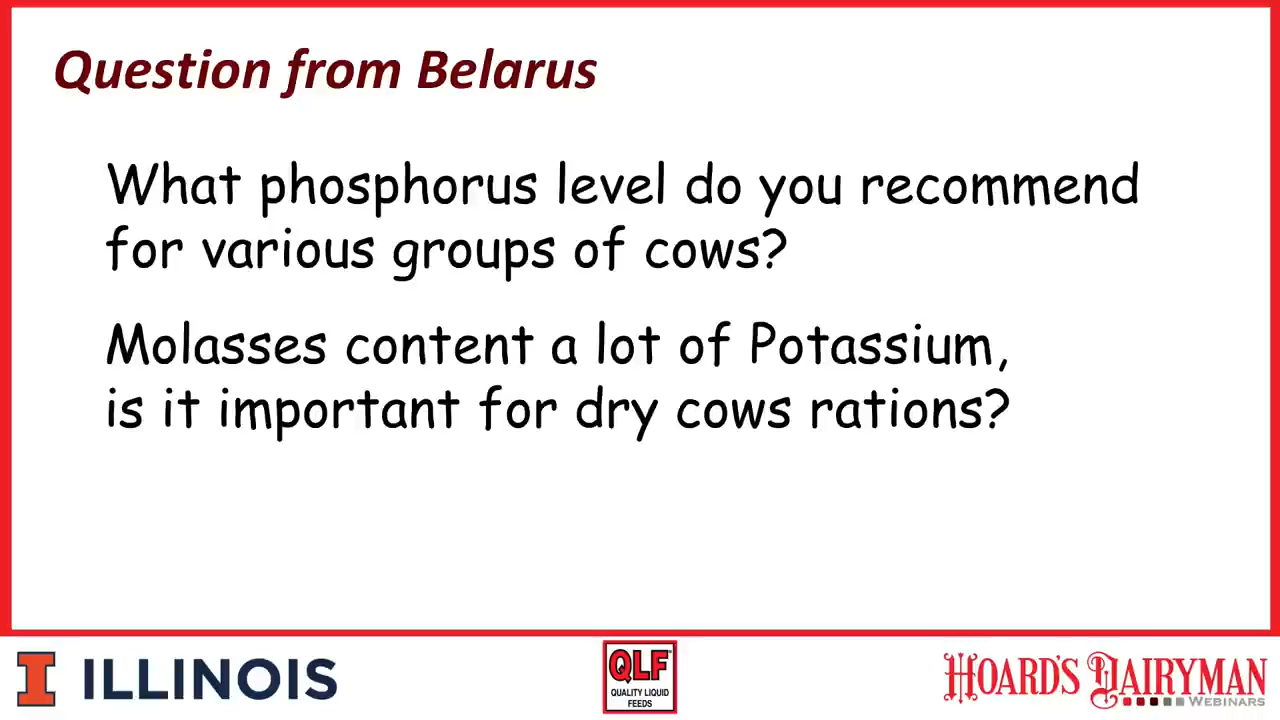 Question from Belarus
What phosphorus level do you recommend
for various groups of cows?
Molasses content a lot of Potassium,
is it important for dry cows rations?
I ILLINOIS
QLF
QUALITY LIQUID
FEEDS
HOARD'S DAIRYMAN
WEBINARS